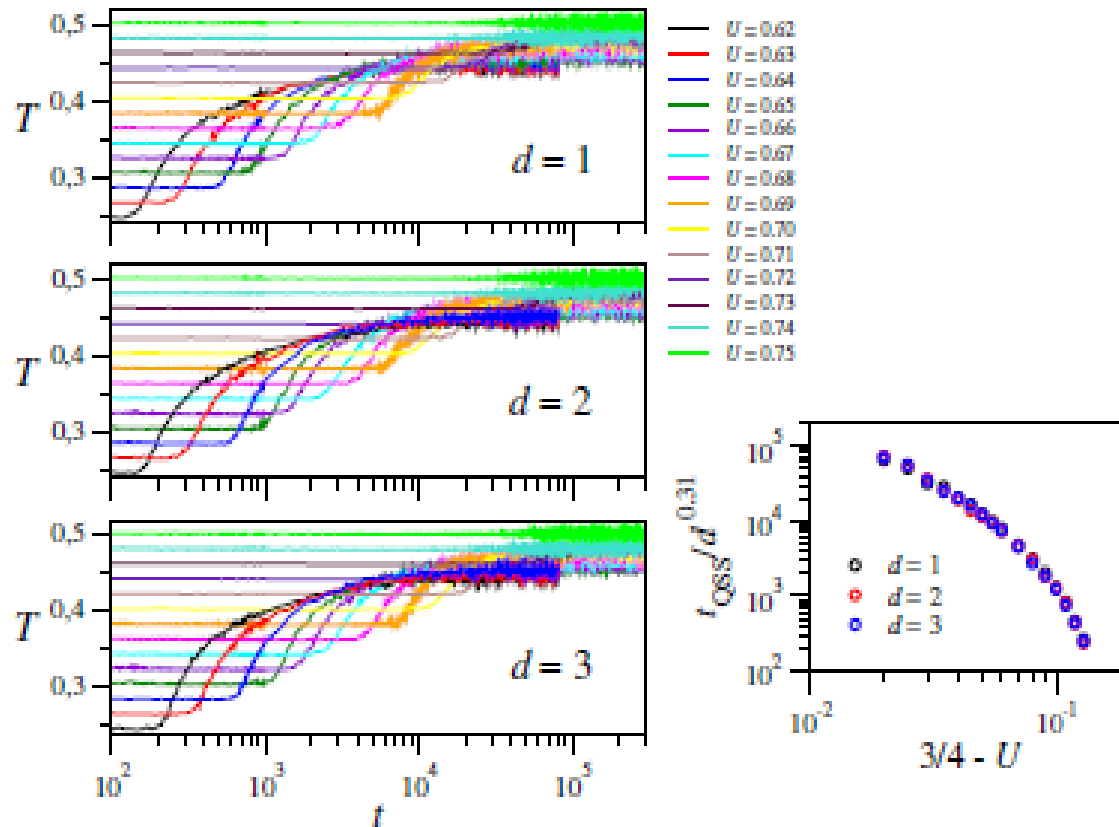 0,5
T 0,4
0,3
d = 1
0,5
T 0,4
0,3
d = 2
0,5
T 0,4
0,3
d = 3
10^2 10^3 10^4 10^5
t
U = 0.62
U = 0.63
U = 0.64
U = 0.65
U = 0.66
U = 0.67
U = 0.68
U = 0.69
U = 0.70
U = 0.71
U = 0.72
U = 0.73
U = 0.74
U = 0.75
t_QSS/d^0.31
10^5
10^4
10^3
10^2
d = 1
d = 2
d = 3
10^-2 10^-1
3/4 - U